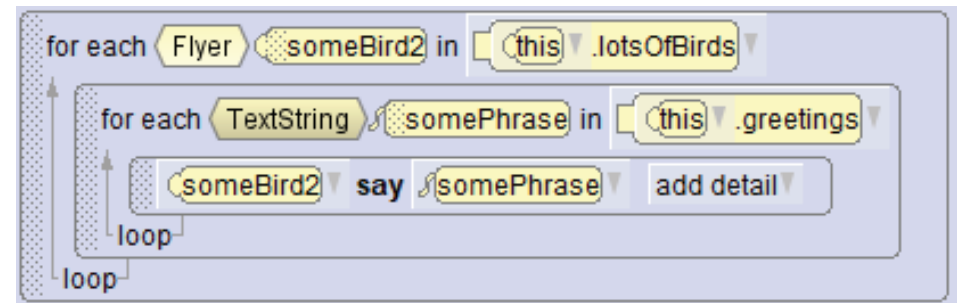 for each Flyer someBird2 in this .lotsOfBirds
for each TextString somePhrase in this .greetings
someBird2 say somePhrase add detail
loop
loop